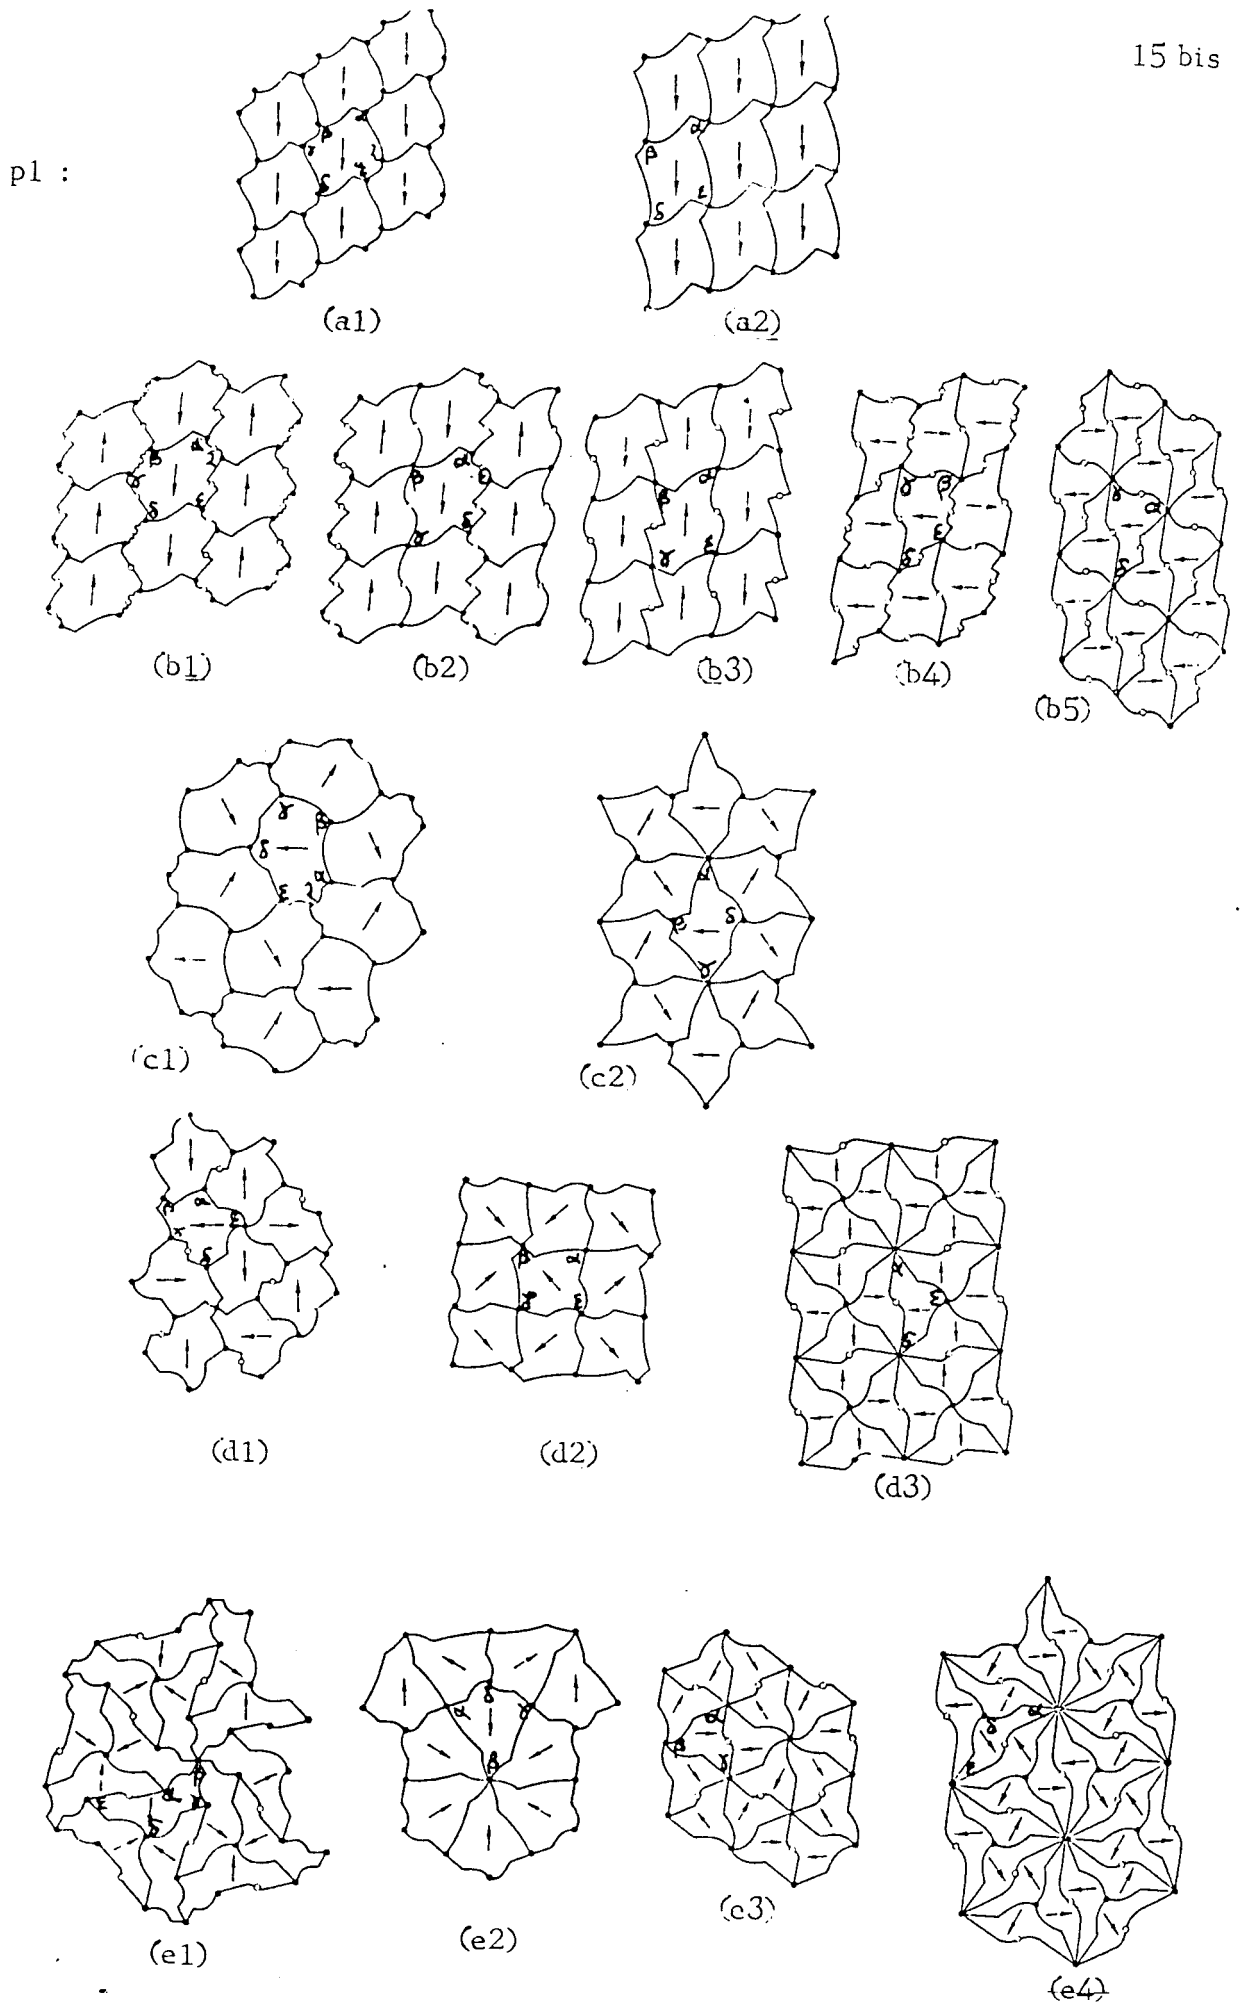 15 bis
p1 :
α β γ δ ε ζ
α β δ ε
(a1) (a2)
α β ζ γ δ ε
α β ε γ δ
α β γ ε
γ β ε δ
γ α δ
(b1) (b2) (b3) (b4) (b5)
γ β δ α ε ζ
α β δ γ
(c1) (c2)
α ε δ
β α γ ε
α ε δ
(d1) (d2) (d3)
β α γ ε δ
δ α γ β
α β γ
α δ β
(e1) (e2) (e3) (e4)